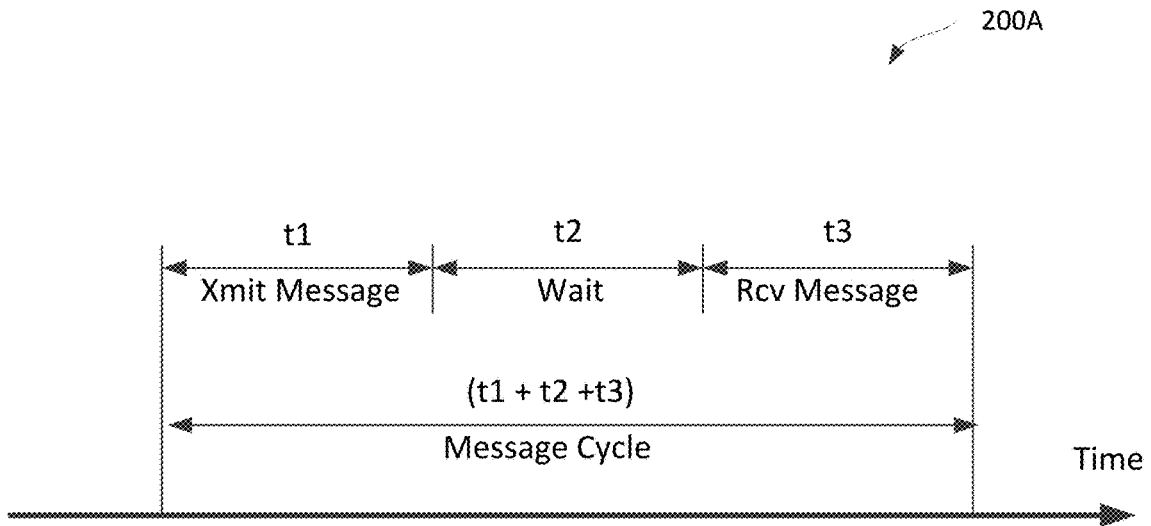 200A
t1
t2
t3
Xmit Message
Wait
Rcv Message
(t1 + t2 +t3)
Message Cycle
Time